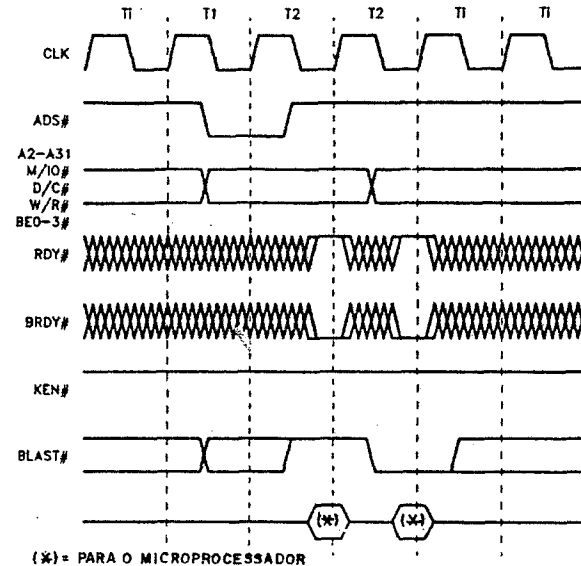 Ti T1 T2 T2 Ti Ti
CLK
ADS#
A2-A31
M/IO#
D/C#
W/R#
BE0-3#
RDY#
BRDY#
KEN#
BLAST#
(*) (*)
(*)= PARA O MICROPROCESSADOR